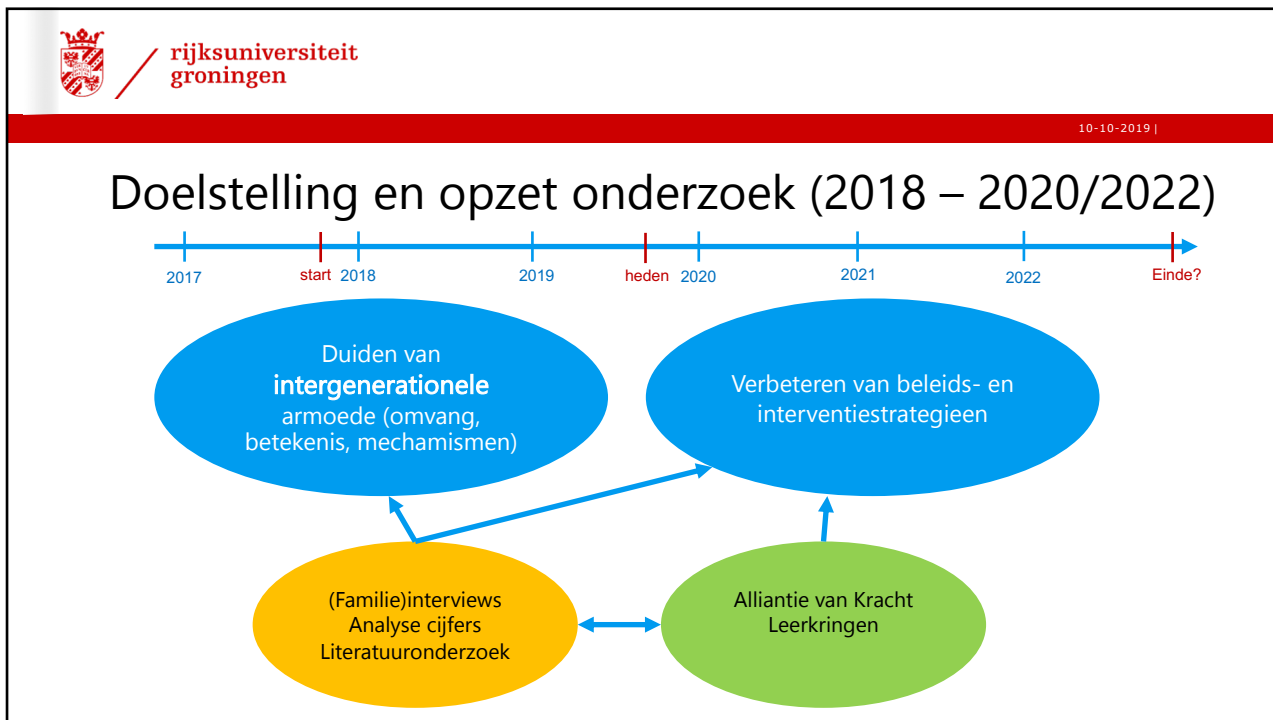 rijksuniversiteit
groningen
10-10-2019 |
Doelstelling en opzet onderzoek (2018 – 2020/2022)
2017 start 2018 2019 heden 2020 2021 2022 Einde?
Duiden van
intergenerationele
armoede (omvang,
betekenis, mechamismen)
Verbeteren van beleids- en
interventiestrategieen
(Familie)interviews
Analyse cijfers
Literatuuronderzoek
Alliantie van Kracht
Leerkringen